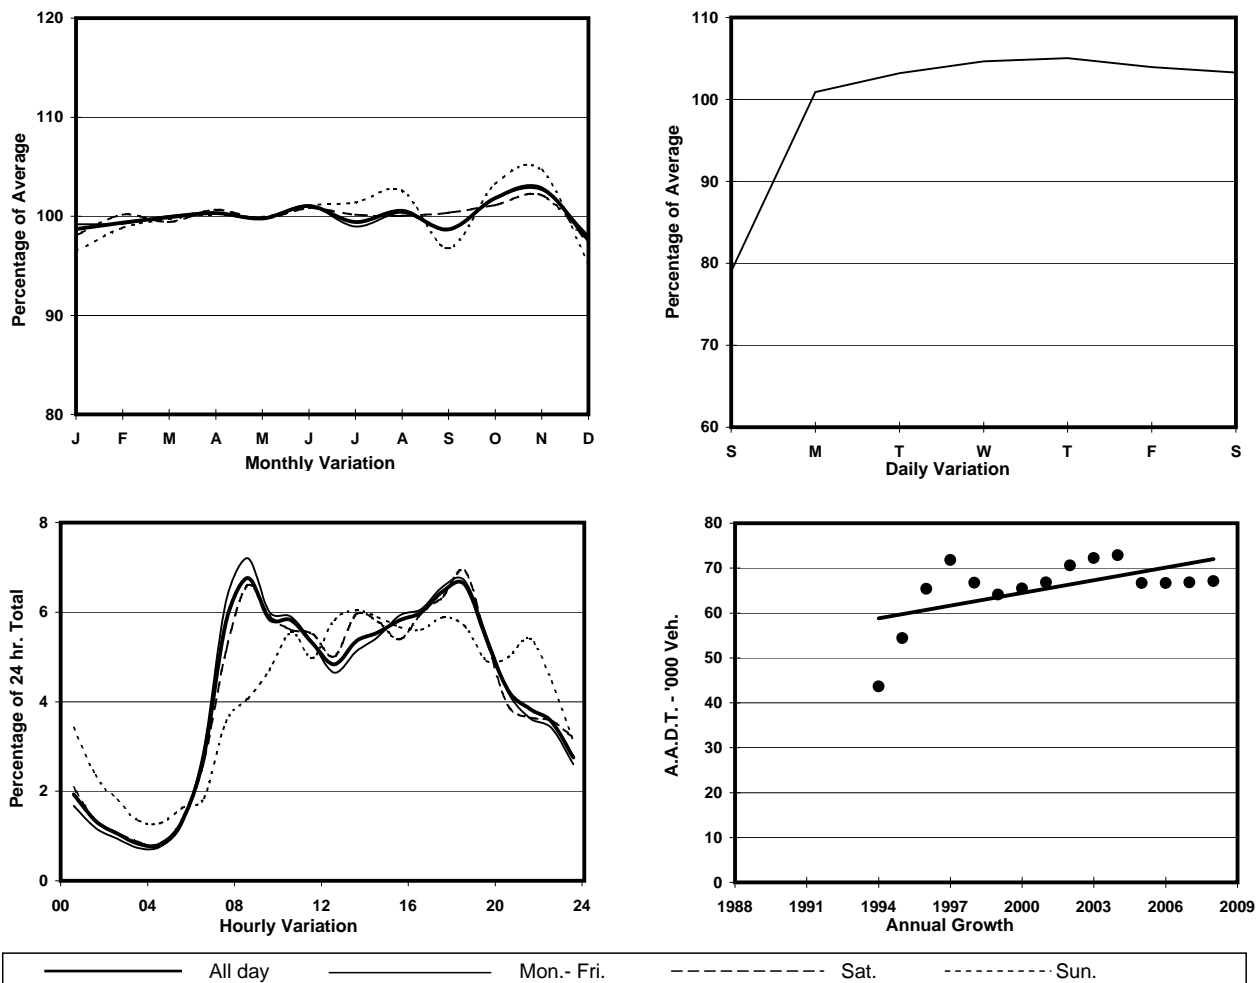 120
110
100
90
80
Percentage of Average
J F M A M J J A S O N D
Monthly Variation
110
100
90
80
70
60
Percentage of Average
S M T W T F S
Daily Variation
8
6
4
2
0
Percentage of 24 hr. Total
00 04 08 12 16 20 24
Hourly Variation
80
70
60
50
40
30
20
10
0
A.A.D.T. - '000 Veh.
1988 1991 1994 1997 2000 2003 2006 2009
Annual Growth
All day Mon.- Fri. Sat. Sun.